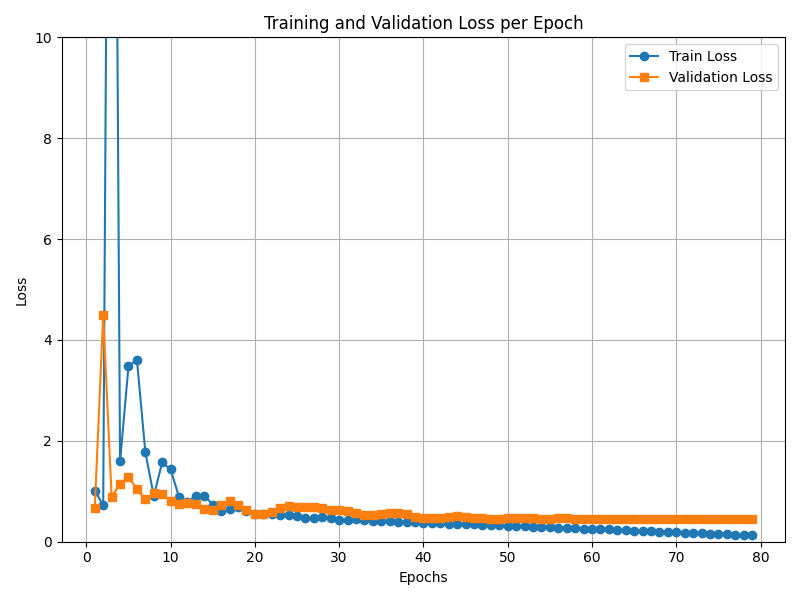 Training and Validation Loss per Epoch
Train Loss
Validation Loss
10
8
6
4
2
0
Loss
0 10 20 30 40 50 60 70 80
Epochs